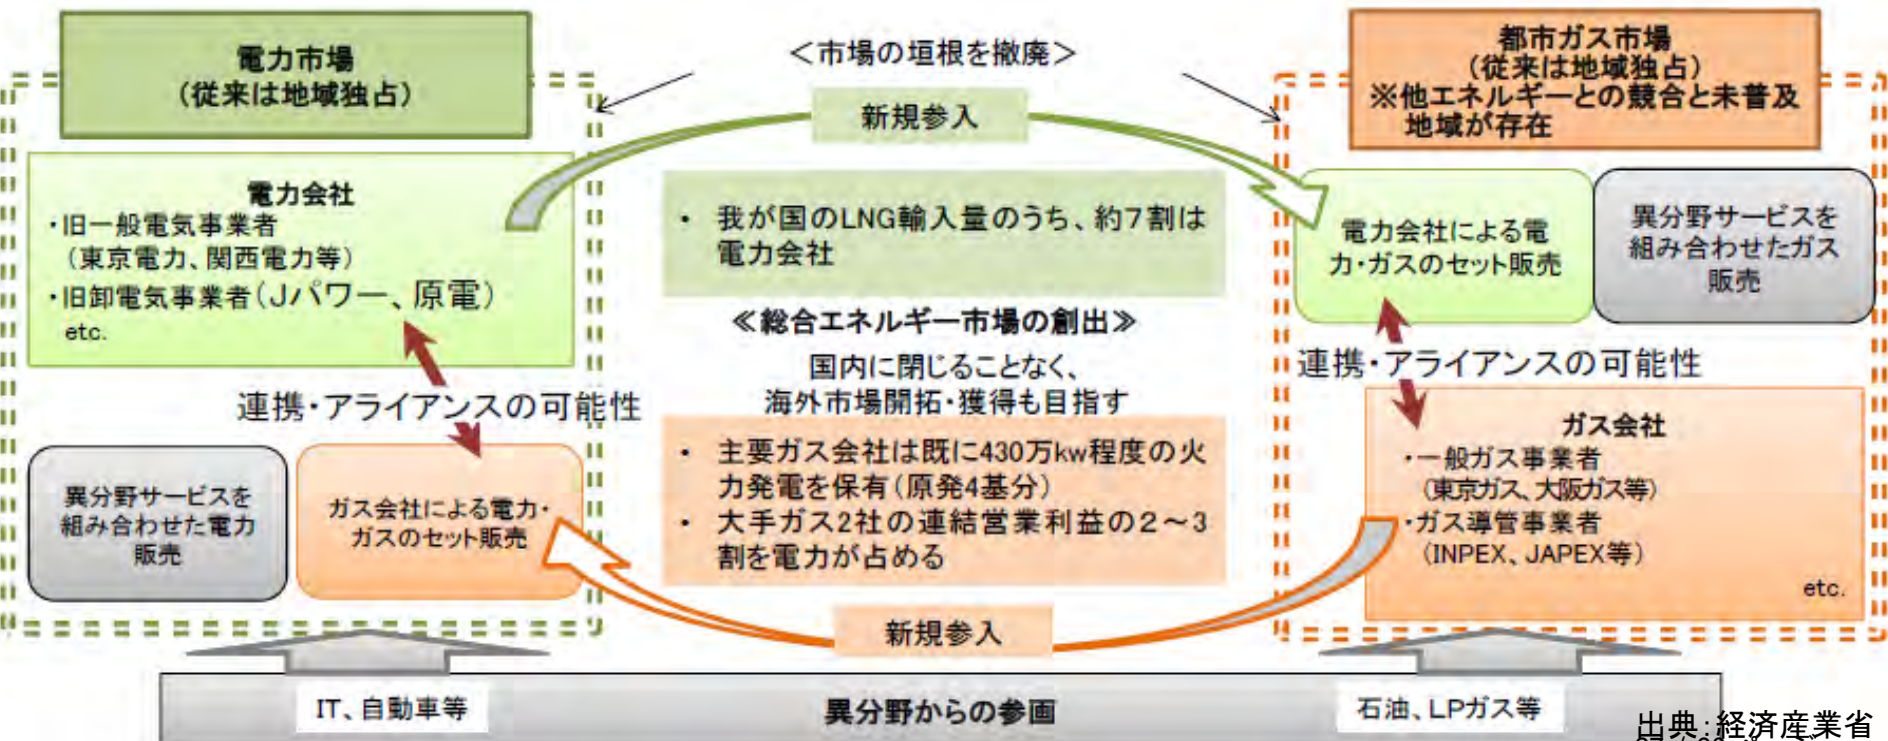 電力市場
(従来は地域独占)
＜市場の垣根を撤廃＞
都市ガス市場
(従来は地域独占)
※他エネルギーとの競合と未普及
地域が存在
新規参入
電力会社
・旧一般電気事業者
(東京電力、関西電力等)
・旧卸電気事業者(Jパワー、原電)
etc.
・我が国のLNG輸入量のうち、約7割は
電力会社
電力会社による電
力・ガスのセット販売
異分野サービスを
組み合わせたガス
販売
≪総合エネルギー市場の創出≫
国内に閉じることなく、
海外市場開拓・獲得も目指す
連携・アライアンスの可能性
連携・アライアンスの可能性
異分野サービスを
組み合わせた電力
販売
ガス会社による電力・
ガスのセット販売
・主要ガス会社は既に430万kw程度の火
力発電を保有(原発4基分)
・大手ガス2社の連結営業利益の2～3
割を電力が占める
ガス会社
・一般ガス事業者
(東京ガス、大阪ガス等)
・ガス導管事業者
(INPEX、JAPEX等)
etc.
新規参入
IT、自動車等
異分野からの参画
石油、LPガス等
出典：経済産業省